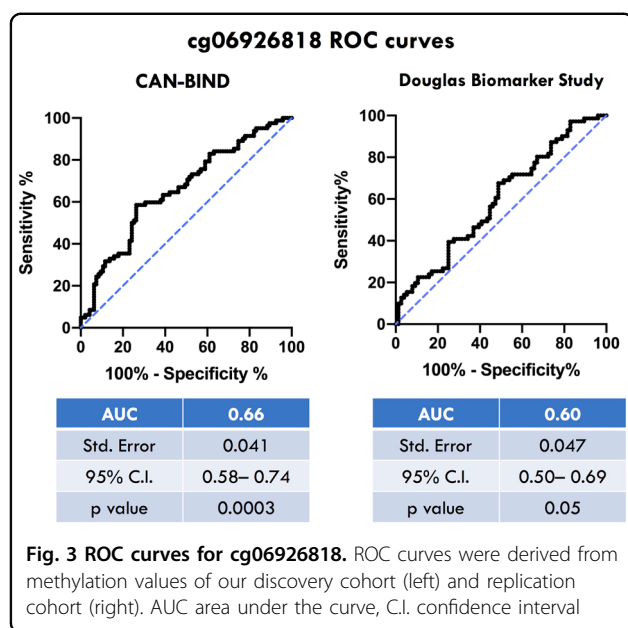 cg06926818 ROC curves
CAN-BIND
100
80
60
40
20
0
Sensitivity %
0 20 40 60 80 100
100% - Specificity %
AUC 0.66
Std. Error 0.041
95% C.I. 0.58– 0.74
p value 0.0003
Douglas Biomarker Study
100
80
60
40
20
0
Sensitivity %
0 20 40 60 80 100
100% - Specificity%
AUC 0.60
Std. Error 0.047
95% C.I. 0.50– 0.69
p value 0.05
Fig. 3 ROC curves for cg06926818. ROC curves were derived from
methylation values of our discovery cohort (left) and replication
cohort (right). AUC area under the curve, C.I. confidence interval